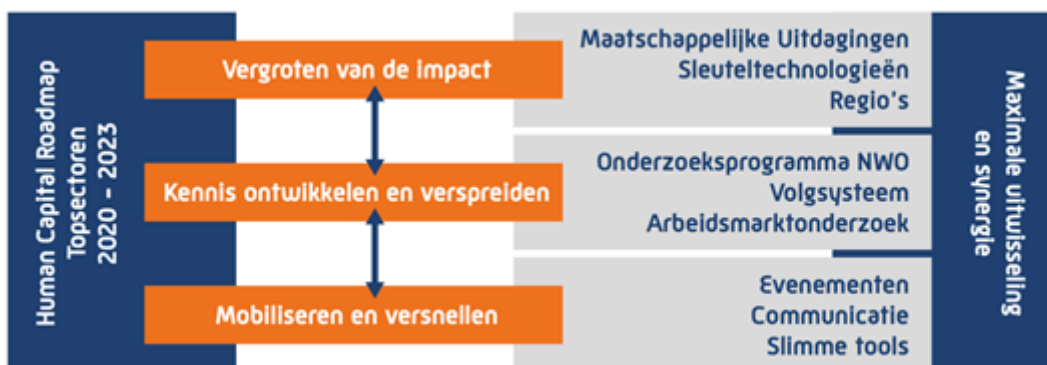 Human Capital Roadmap
Topsectoren
2020 - 2023
Vergroten van de impact
Maatschappelijke Uitdagingen
Sleuteltechnologieën
Regio's
Kennis ontwikkelen en verspreiden
Onderzoeksprogramma NWO
Volgsysteem
Arbeidsmarktonderzoek
Mobiliseren en versnellen
Evenementen
Communicatie
Slimme tools
Maximale uitwisseling
en synergie